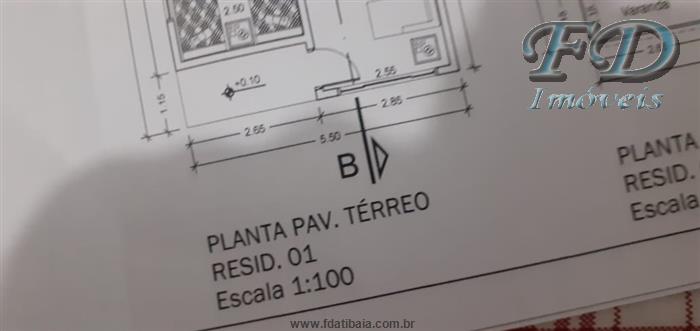 2.50
+0.10
1.15
2.55
2.65
2.85
5.50
B
PLANTA PAV. TÉRREO
RESID. 01
Escala 1:100
Varanda
FD
Imóveis
PLANTA
RESID.
Escala
www.fdatibaia.com.br